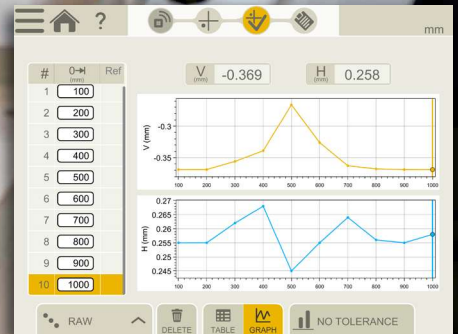 ?
mm
# 0 (mm) Ref
V (mm) -0.369
H (mm) 0.258
1 100
2 200
3 300
4 400
5 500
6 600
7 700
8 800
9 900
10 1000
V (mm)
-0.3
-0.35
100 200 300 400 500 600 700 800 900 1000
H (mm)
0.27
0.265
0.26
0.255
0.25
0.245
100 200 300 400 500 600 700 800 900 1000
RAW
DELETE
TABLE
GRAPH
NO TOLERANCE